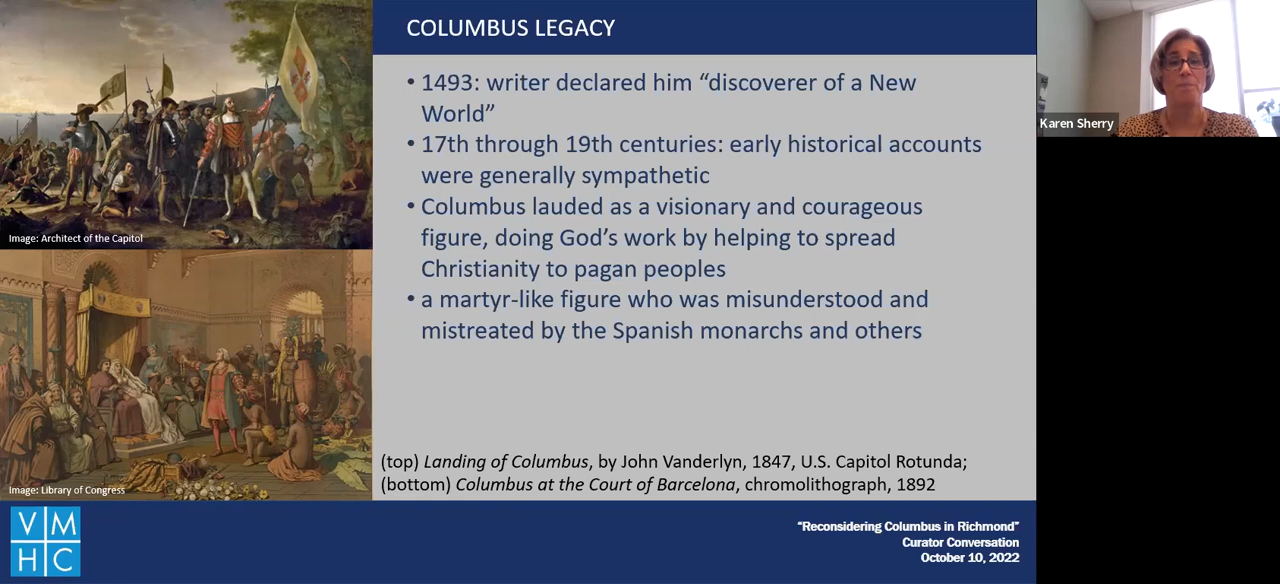 COLUMBUS LEGACY
• 1493: writer declared him “discoverer of a New
World”
• 17th through 19th centuries: early historical accounts
were generally sympathetic
• Columbus lauded as a visionary and courageous
figure, doing God’s work by helping to spread
Christianity to pagan peoples
• a martyr-like figure who was misunderstood and
mistreated by the Spanish monarchs and others
(top) Landing of Columbus, by John Vanderlyn, 1847, U.S. Capitol Rotunda;
(bottom) Columbus at the Court of Barcelona, chromolithograph, 1892
Image: Architect of the Capitol
Image: Library of Congress
Karen Sherry
V M
H C
“Reconsidering Columbus in Richmond”
Curator Conversation
October 10, 2022